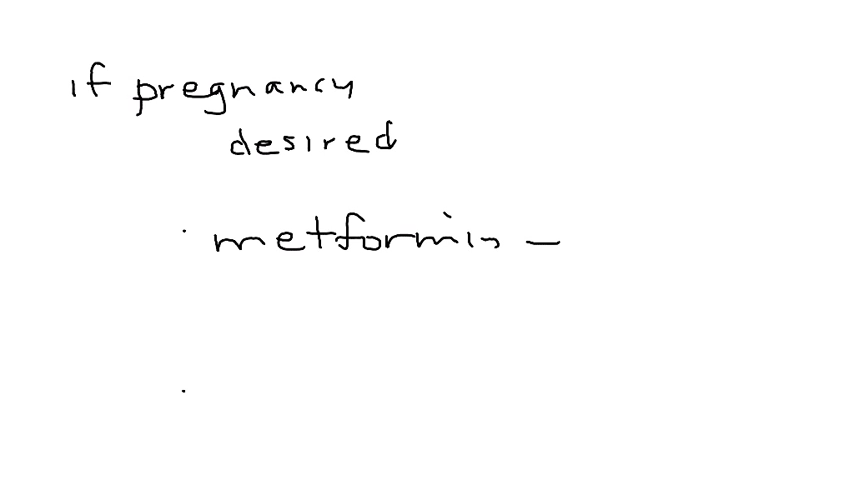 if pregnancy
desired
· metformin –
·